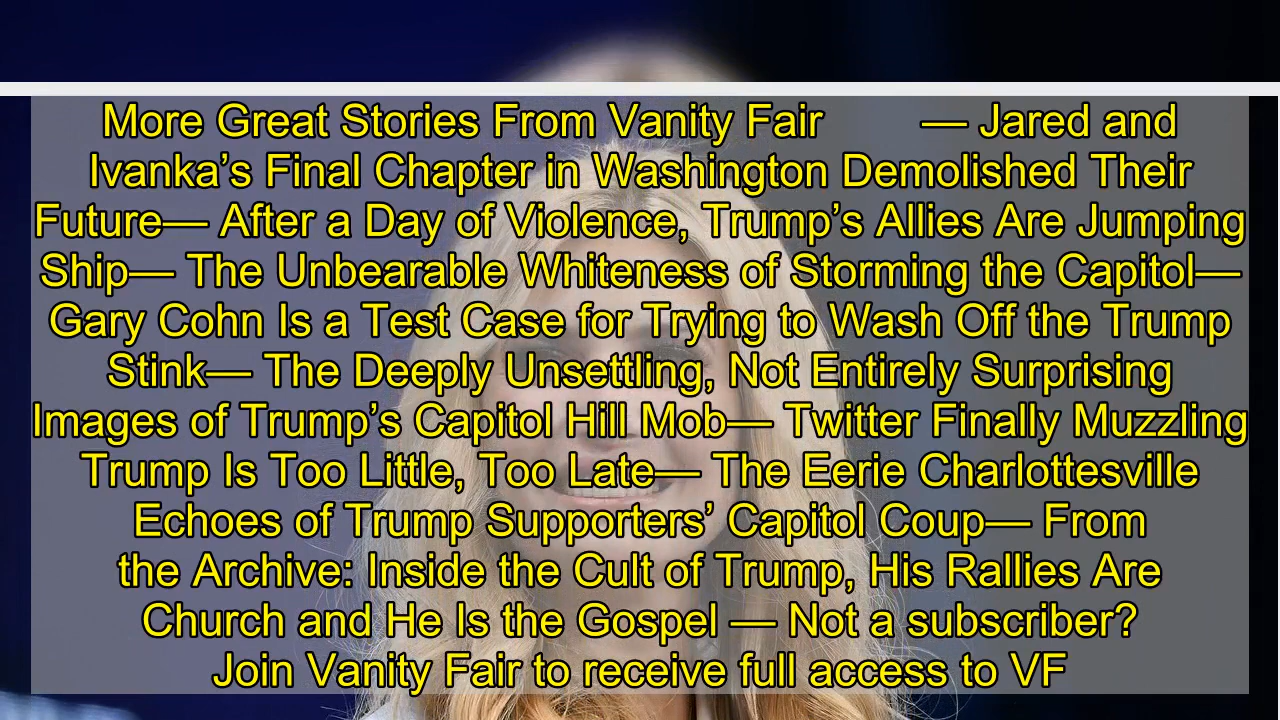 More Great Stories From Vanity Fair — Jared and
Ivanka’s Final Chapter in Washington Demolished Their
Future— After a Day of Violence, Trump’s Allies Are Jumping
Ship— The Unbearable Whiteness of Storming the Capitol—
Gary Cohn Is a Test Case for Trying to Wash Off the Trump
Stink— The Deeply Unsettling, Not Entirely Surprising
Images of Trump’s Capitol Hill Mob— Twitter Finally Muzzling
Trump Is Too Little, Too Late— The Eerie Charlottesville
Echoes of Trump Supporters’ Capitol Coup— From
the Archive: Inside the Cult of Trump, His Rallies Are
Church and He Is the Gospel — Not a subscriber?
Join Vanity Fair to receive full access to VF